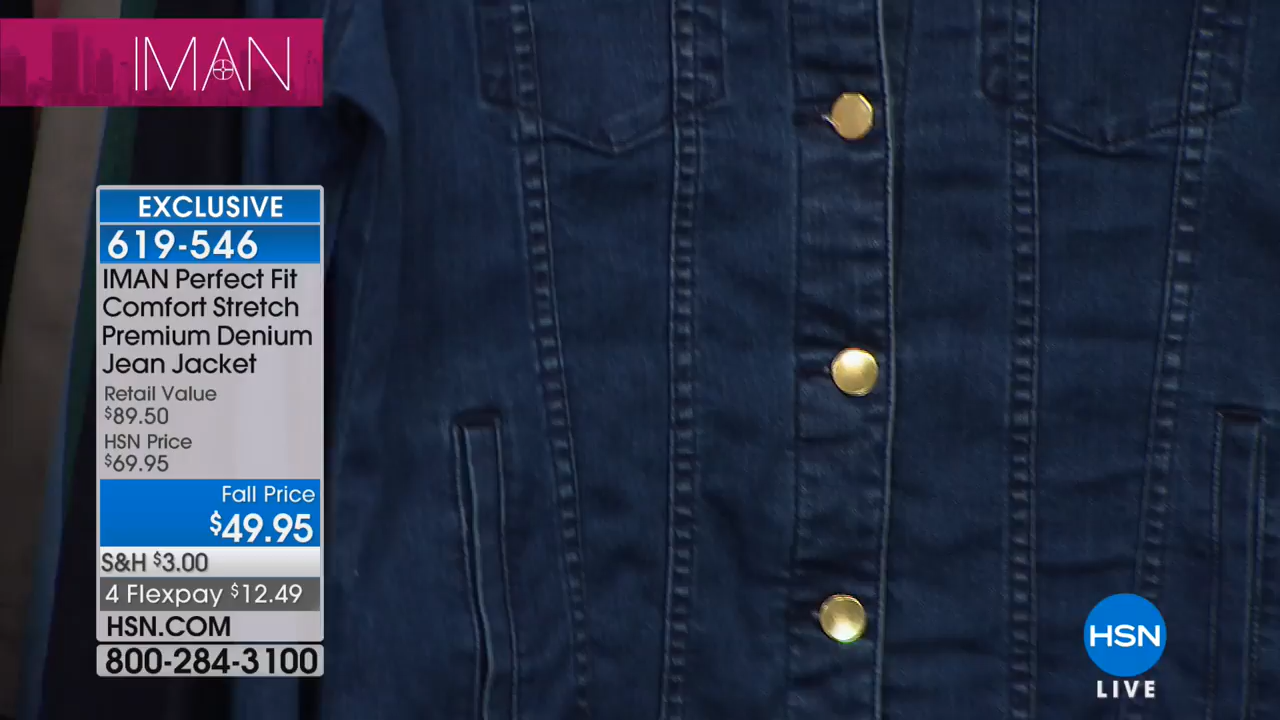 IMAN
EXCLUSIVE
619-546
IMAN Perfect Fit
Comfort Stretch
Premium Denium
Jean Jacket
Retail Value
$89.50
HSN Price
$69.95
Fall Price
$49.95
S&H $3.00
4 Flexpay $12.49
HSN.COM
800-284-3100
HSN
LIVE